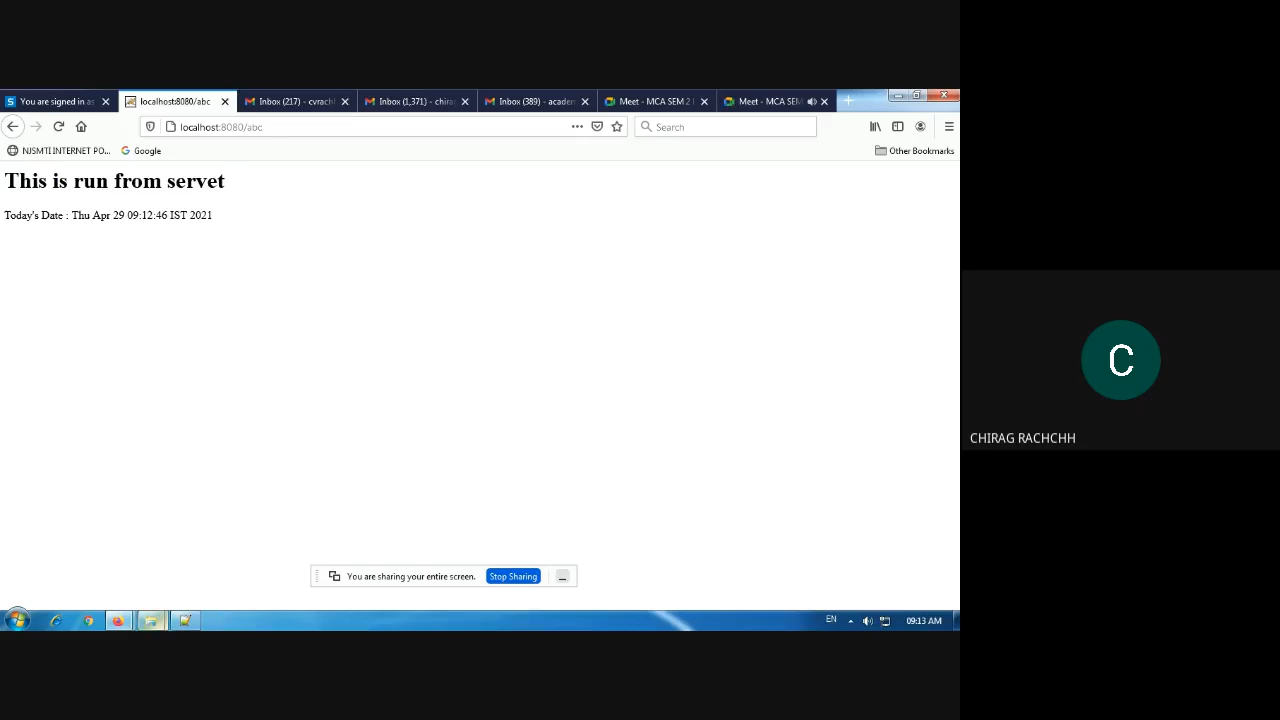 You are signed in as
localhost:8080/abc
Inbox (217) - cvrachl
Inbox (1,371) - chira
Inbox (389) - acaden
Meet - MCA SEM 2
Meet - MCA SEM
localhost:8080/abc
Search
NJSMTI INTERNET PO...
Google
Other Bookmarks
This is run from servet
Today's Date : Thu Apr 29 09:12:46 IST 2021
C
CHIRAG RACHCHH
You are sharing your entire screen.
Stop Sharing
EN
09:13 AM